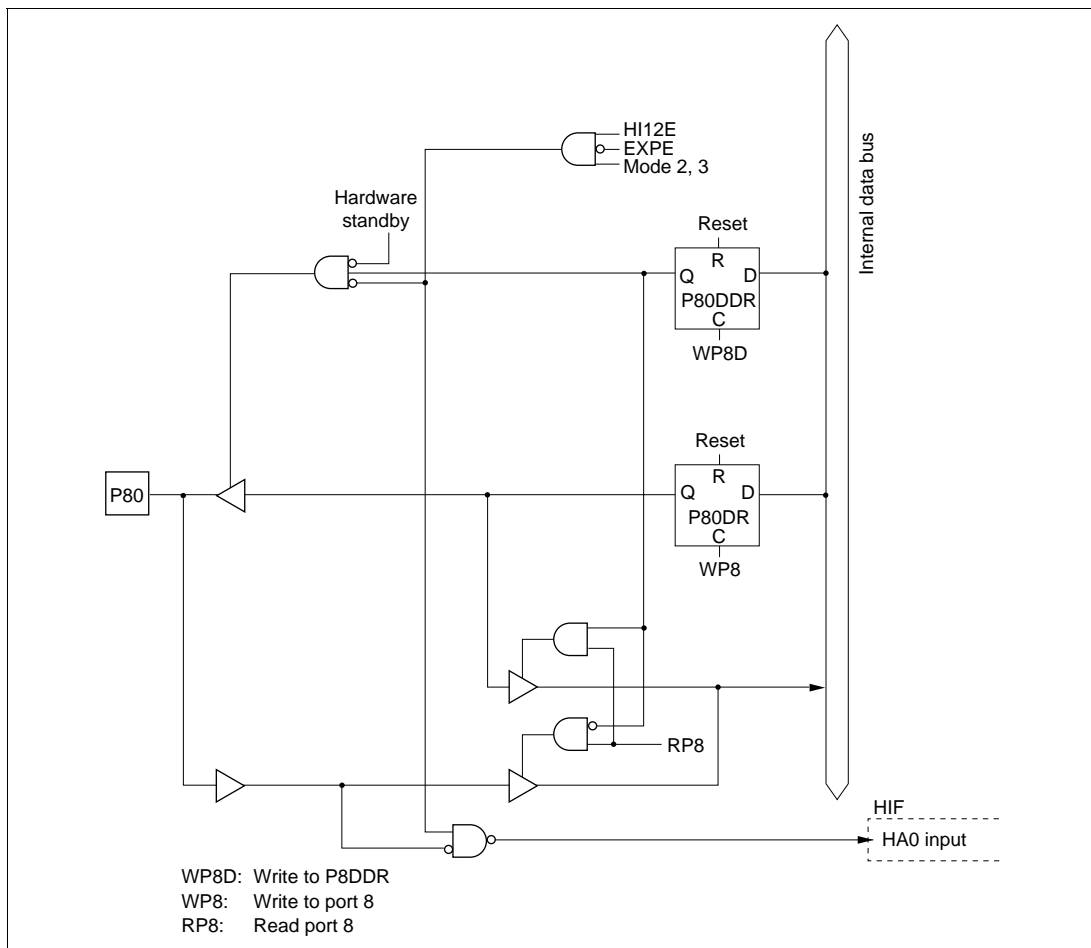 HI12E
EXPE
Mode 2, 3
Hardware
standby
Internal data bus
Reset
R
Q D
P80DDR
C
WP8D
Reset
R
P80
Q D
P80DR
C
WP8
RP8
HIF
HA0 input
WP8D: Write to P8DDR
WP8: Write to port 8
RP8: Read port 8